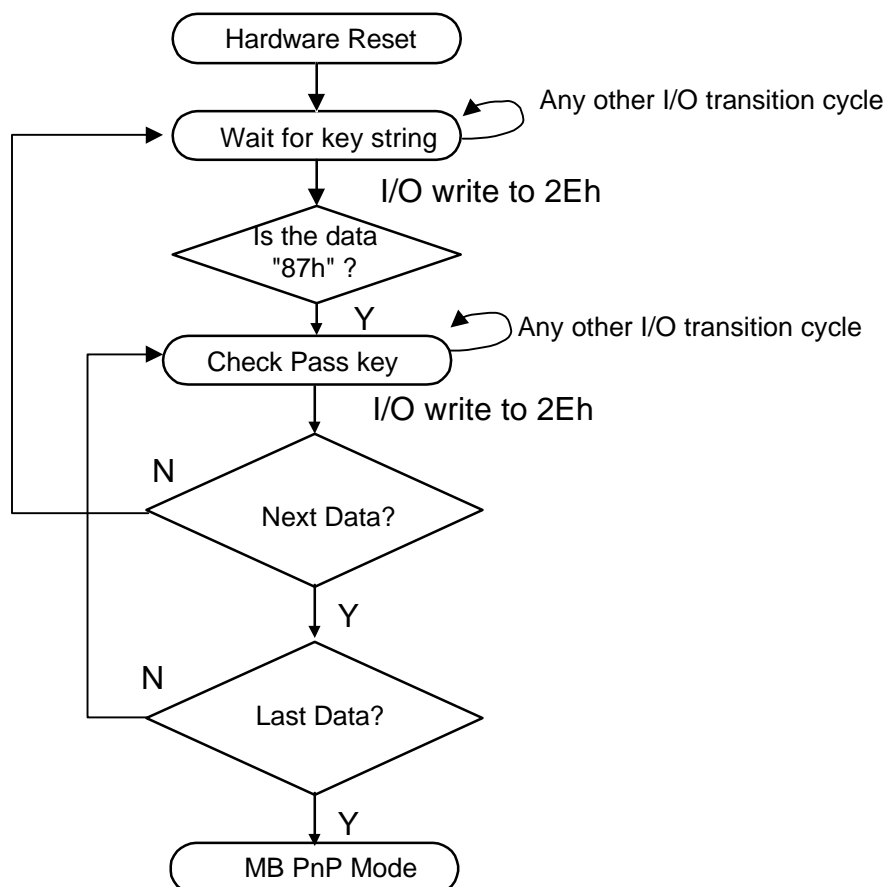 Hardware Reset
Any other I/O transition cycle
Wait for key string
I/O write to 2Eh
Is the data
"87h" ?
Y
Any other I/O transition cycle
Check Pass key
I/O write to 2Eh
N
Next Data?
Y
N
Last Data?
Y
MB PnP Mode